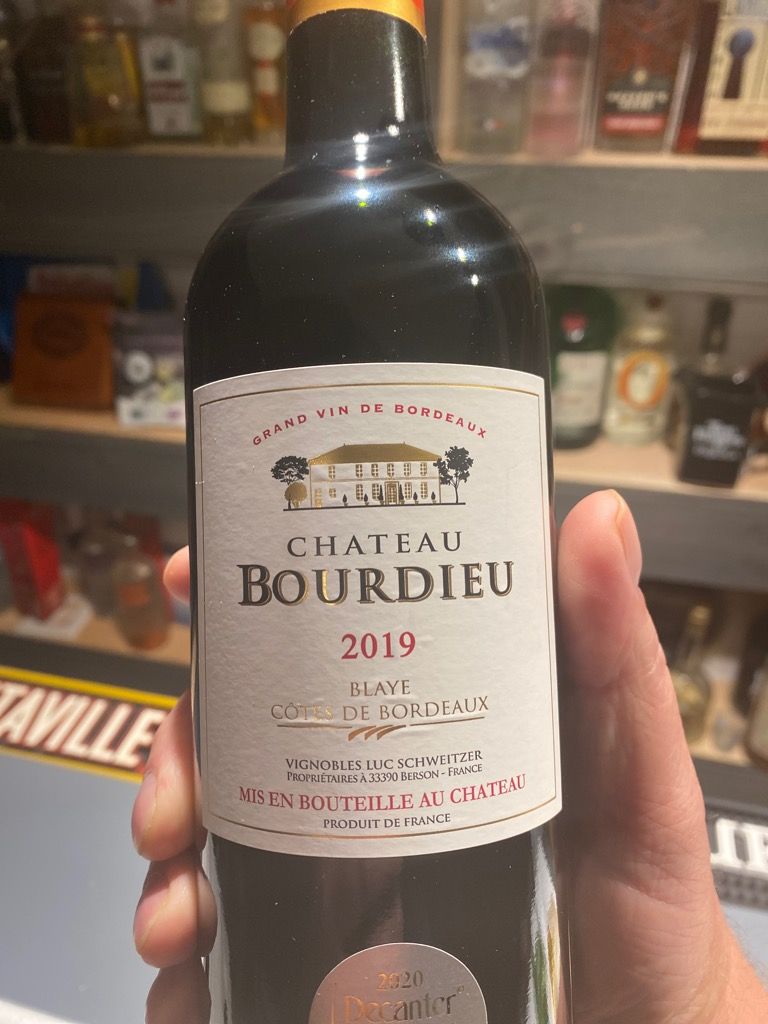 GRAND VIN DE BORDEAUX
CHATEAU
BOURDIEU
2019
BLAYE
CÔTES DE BORDEAUX
VIGNOBLES LUC SCHWEITZER
PROPRIÉTAIRES À 33390 BERSON - FRANCE
MIS EN BOUTEILLE AU CHATEAU
PRODUIT DE FRANCE
2020
Decanter
TAVILLE